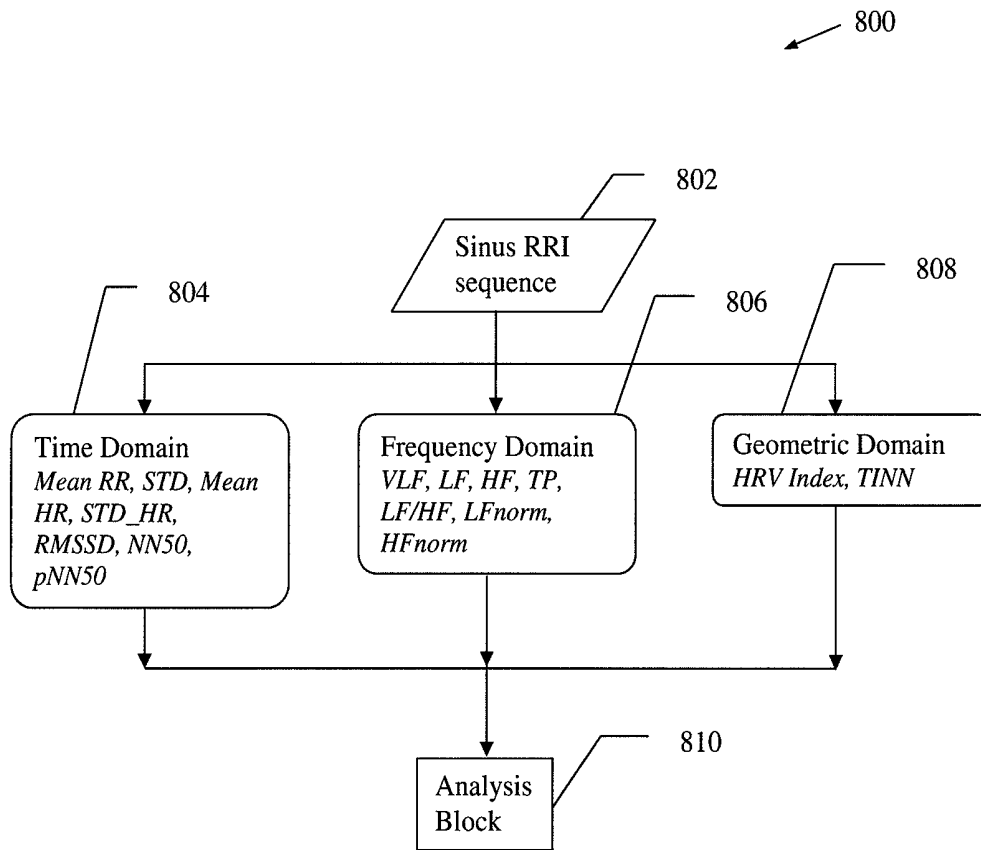 800
802
Sinus RRI
sequence
804
806
808
Time Domain
Mean RR, STD, Mean
HR, STD_HR,
RMSSD, NN50,
pNN50
Frequency Domain
VLF, LF, HF, TP,
LF/HF, LFnorm,
HFnorm
Geometric Domain
HRV Index, TINN
810
Analysis
Block